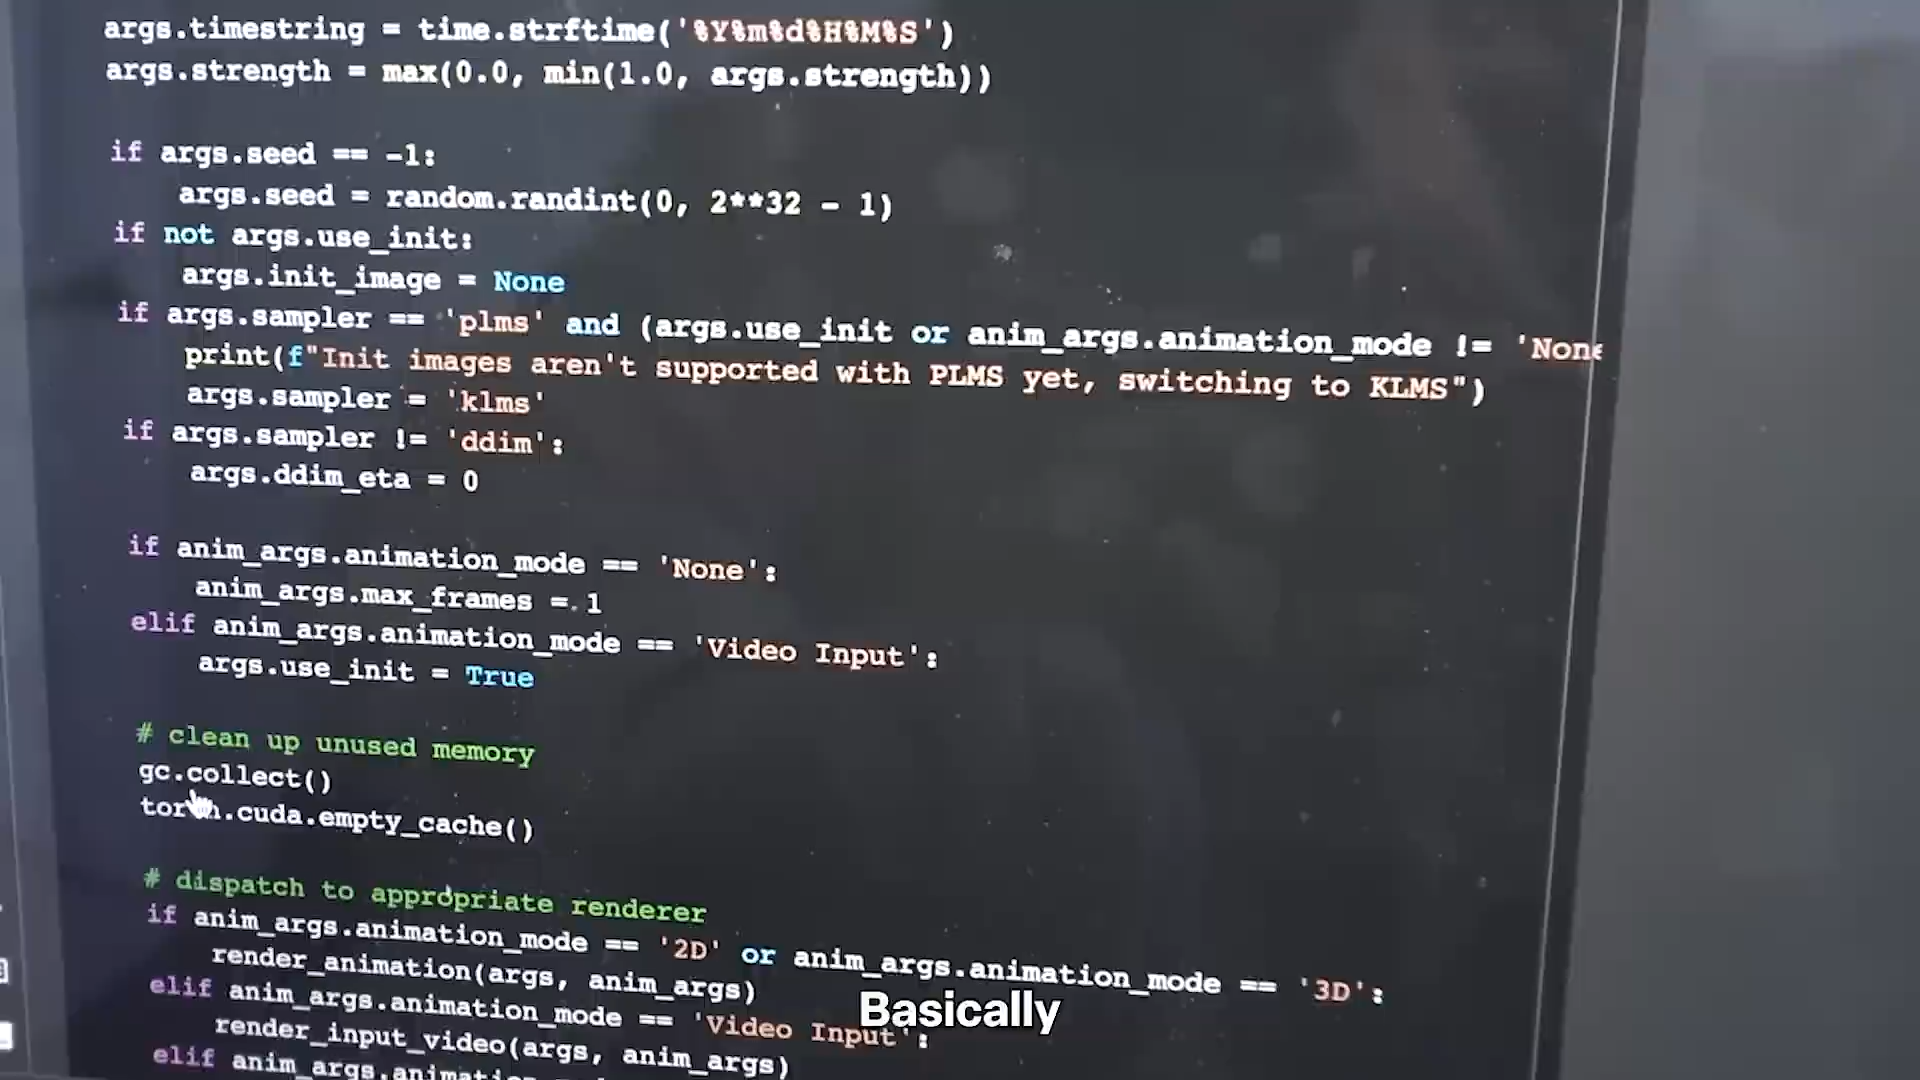 args.timestring = time.strftime('%Y%m%d%H%M%S')
args.strength = max(0.0, min(1.0, args.strength))
if args.seed == -1:
args.seed = random.randint(0, 2**32 - 1)
if not args.use_init:
args.init_image = None
if args.sampler == 'plms' and (args.use_init or anim_args.animation_mode != 'None
print(f"Init images aren't supported with PLMS yet, switching to KLMS")
args.sampler = 'klms'
if args.sampler != 'ddim':
args.ddim_eta = 0
if anim_args.animation_mode == 'None':
anim_args.max_frames = 1
elif anim_args.animation_mode == 'Video Input':
args.use_init = True
# clean up unused memory
gc.collect()
torch.cuda.empty_cache()
# dispatch to appropriate renderer
if anim_args.animation_mode == '2D' or anim_args.animation_mode == '3D':
render_animation(args, anim_args)
elif anim_args.animation_mode == 'Video Input':
render_input_video(args, anim_args)
elif
Basically